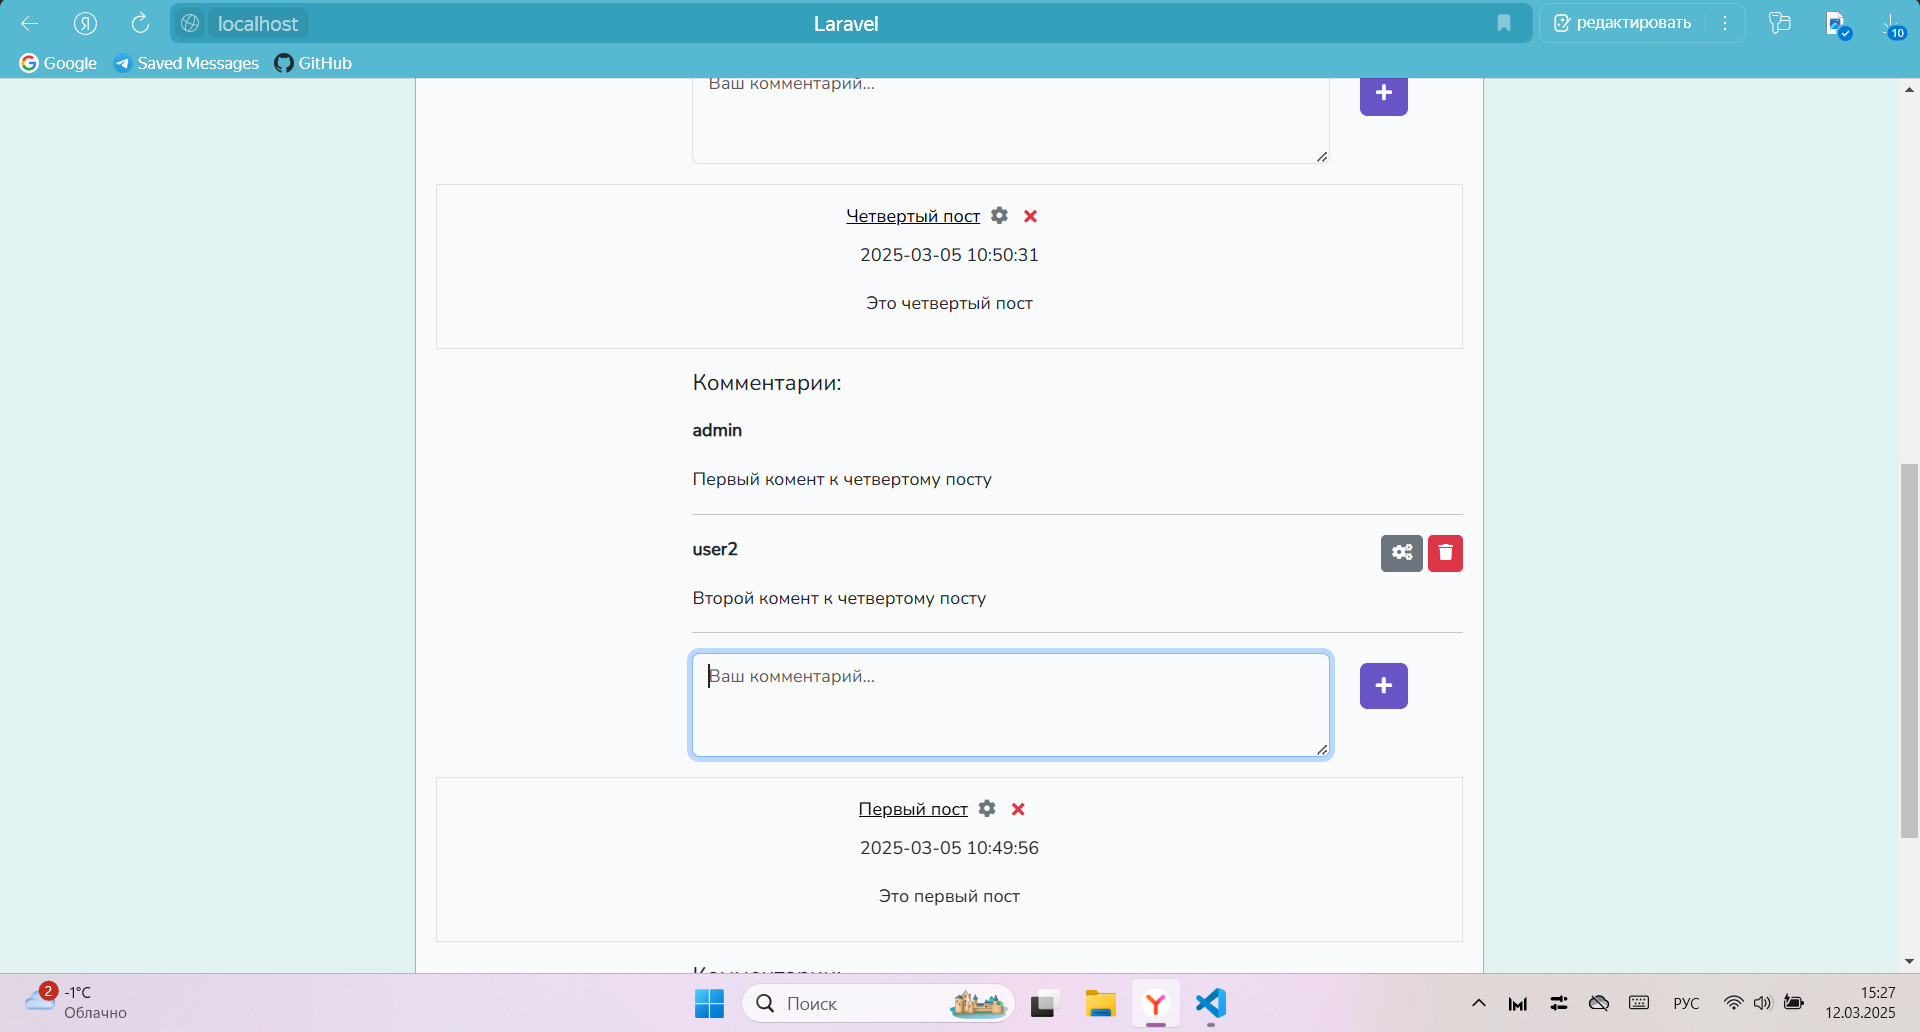 localhost
Laravel
редактировать
10
Google
Saved Messages
GitHub
Ваш комментарий...
Четвертый пост
2025-03-05 10:50:31
Это четвертый пост
Комментарии:
admin
Первый комент к четвертому посту
user2
Второй комент к четвертому посту
Ваш комментарий...
Первый пост
2025-03-05 10:49:56
Это первый пост
Комментарии:
2
-1°C
Облачно
Поиск
РУС
15:27
12.03.2025